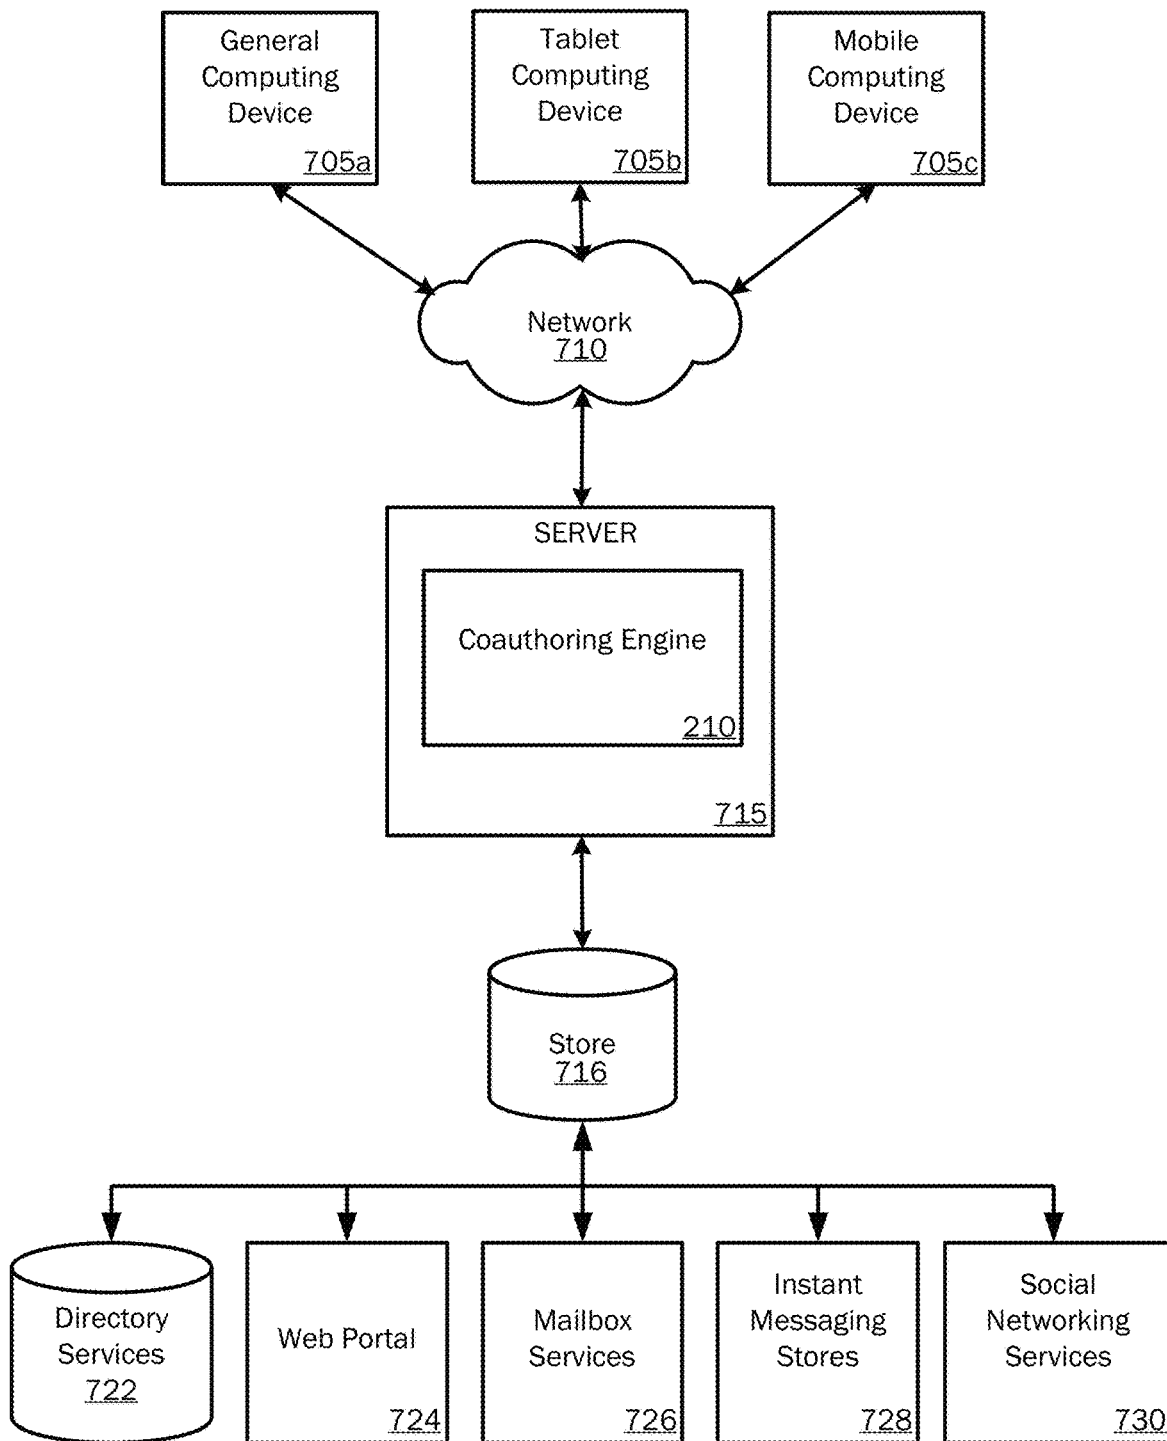 General
Computing
Device
705a
Tablet
Computing
Device
705b
Mobile
Computing
Device
705c
Network
710
SERVER
Coauthoring Engine
210
715
Store
716
Directory
Services
722
Web Portal
724
Mailbox
Services
726
Instant
Messaging
Stores
728
Social
Networking
Services
730